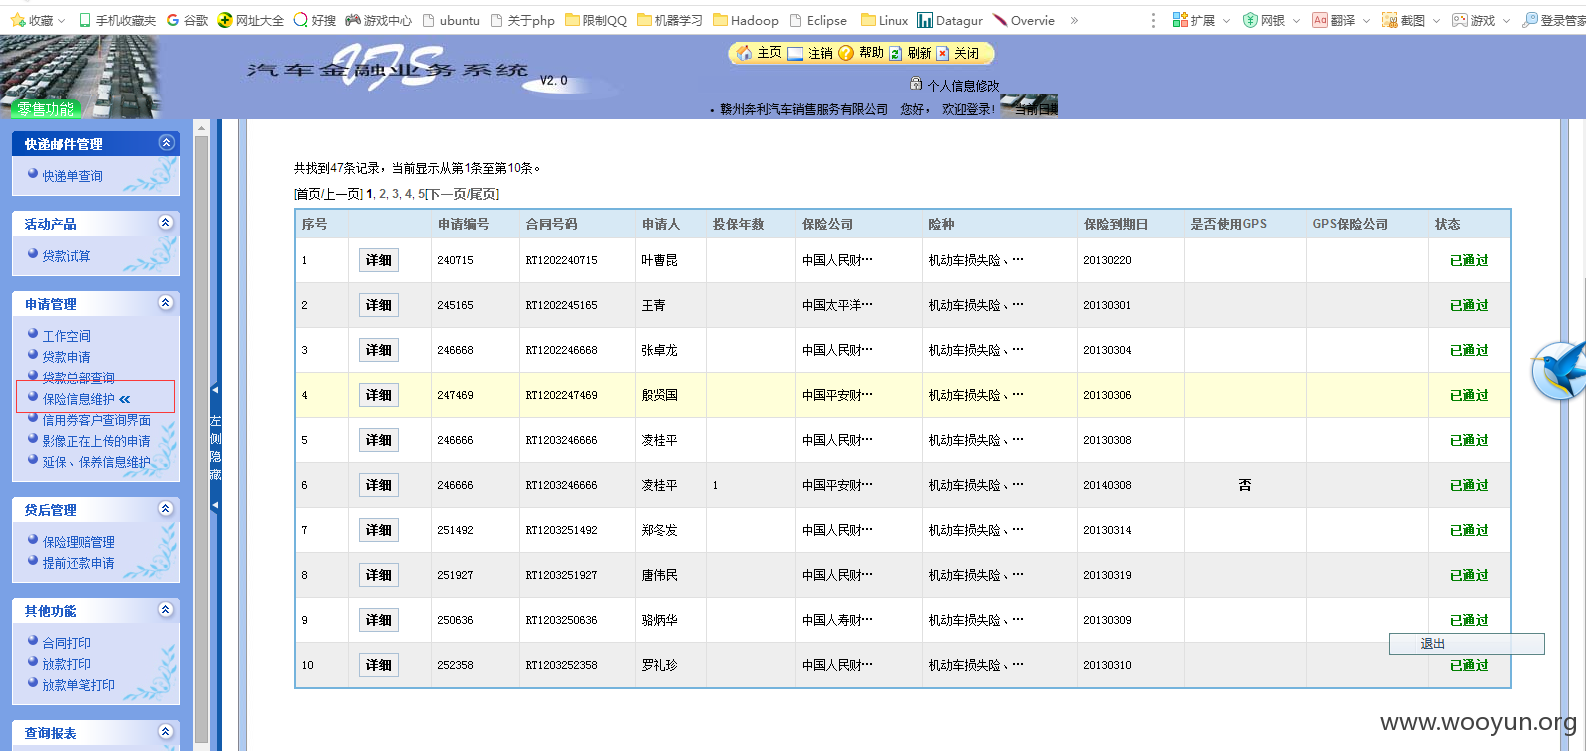 收藏 手机收藏夹 谷歌 网址大全 好搜 游戏中心 ubuntu 关于php 限制QQ 机器学习 Hadoop Eclipse Linux Datagur Overvie » 扩展 网银 翻译 截图 游戏 登录管家
汽车金融业务系统 IFS V2.0
主页 注销 帮助 刷新 关闭
个人信息修改
赣州奔利汽车销售服务有限公司 您好， 欢迎登录! 当前日期
零售功能
快递邮件管理
快递单查询
活动产品
贷款试算
申请管理
工作空间
贷款申请
贷款总部查询
保险信息维护 «
信用券客户查询界面
影像正在上传的申请
延保、保养信息维护
贷后管理
保险理赔管理
提前还款申请
其他功能
合同打印
放款打印
放款单笔打印
查询报表
左侧隐藏
共找到47条记录，当前显示从第1条至第10条。
[首页/上一页] 1, 2, 3, 4, 5[下一页/尾页]
序号 申请编号 合同号码 申请人 投保年数 保险公司 险种 保险到期日 是否使用GPS GPS保险公司 状态
1 详细 240715 RT1202240715 叶曹昆 中国人民财… 机动车损失险、… 20130220 已通过
2 详细 245165 RT1202245165 王青 中国太平洋… 机动车损失险、… 20130301 已通过
3 详细 246668 RT1202246668 张卓龙 中国人民财… 机动车损失险、… 20130304 已通过
4 详细 247469 RT1202247469 殷贤国 中国平安财… 机动车损失险、… 20130306 已通过
5 详细 246666 RT1203246666 凌桂平 中国人民财… 机动车损失险、… 20130308 已通过
6 详细 246666 RT1203246666 凌桂平 1 中国平安财… 机动车损失险、… 20140308 否 已通过
7 详细 251492 RT1203251492 郑冬发 中国人民财… 机动车损失险、… 20130314 已通过
8 详细 251927 RT1203251927 唐伟民 中国人民财… 机动车损失险、… 20130319 已通过
9 详细 250636 RT1203250636 骆炳华 中国人寿财… 机动车损失险、… 20130309 已通过
10 详细 252358 RT1203252358 罗礼珍 中国人民财… 机动车损失险、… 20130310 已通过
退出
www.wooyun.org